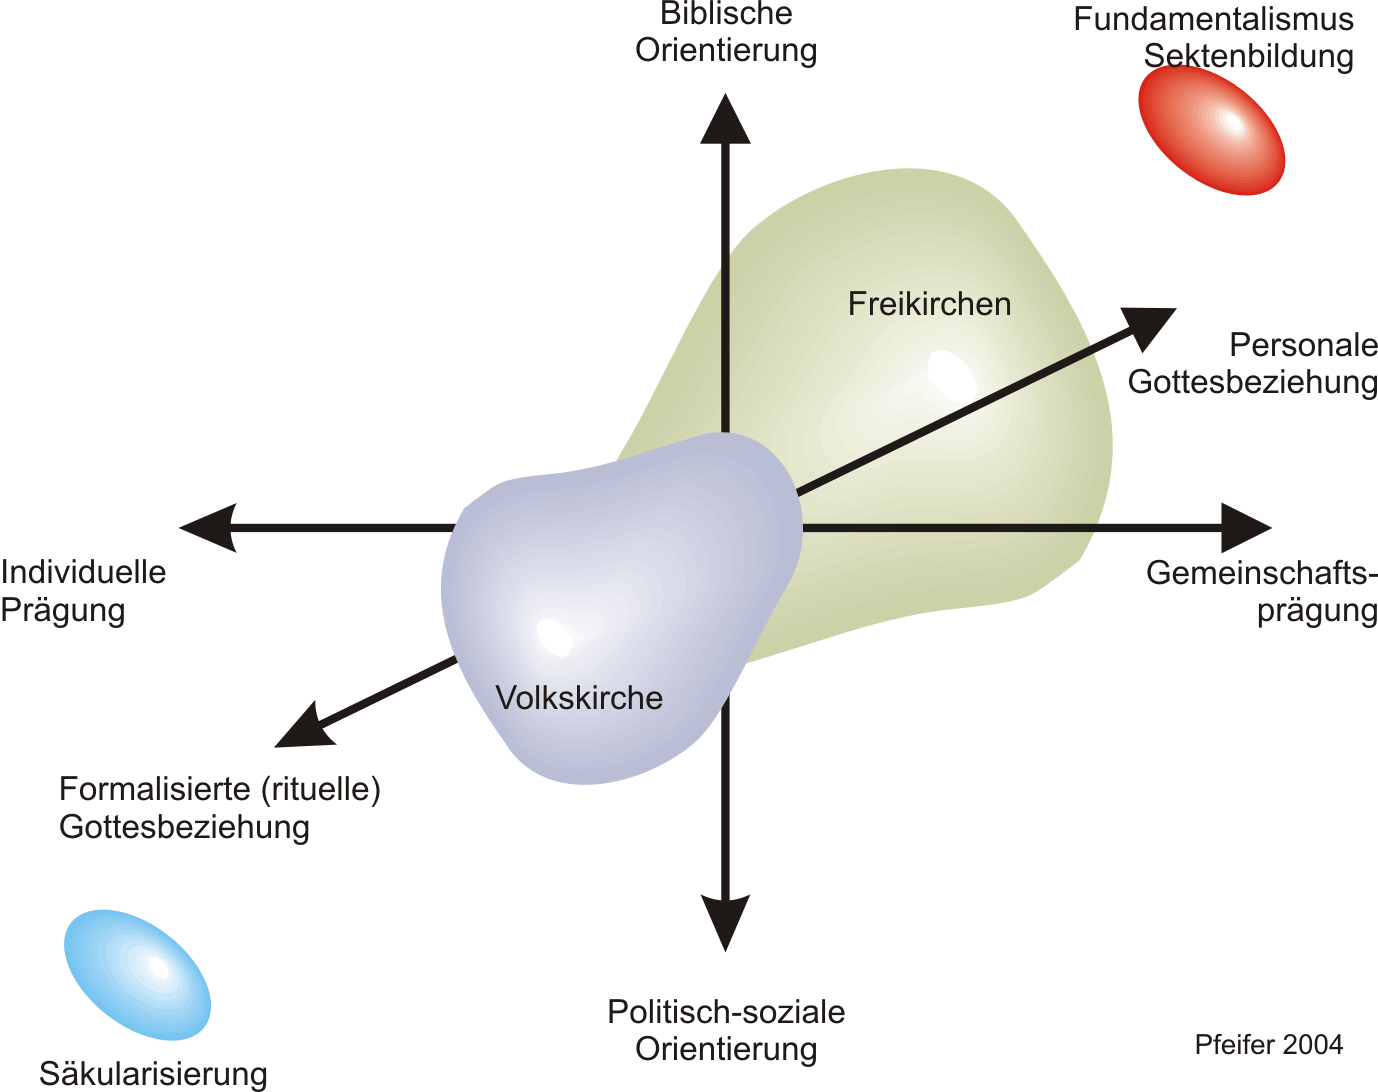 Biblische
Orientierung
Fundamentalismus
Sektenbildung
Freikirchen
Personale
Gottesbeziehung
Individuelle
Prägung
Gemeinschafts-
prägung
Volkskirche
Formalisierte (rituelle)
Gottesbeziehung
Politisch-soziale
Orientierung
Säkularisierung
Pfeifer 2004